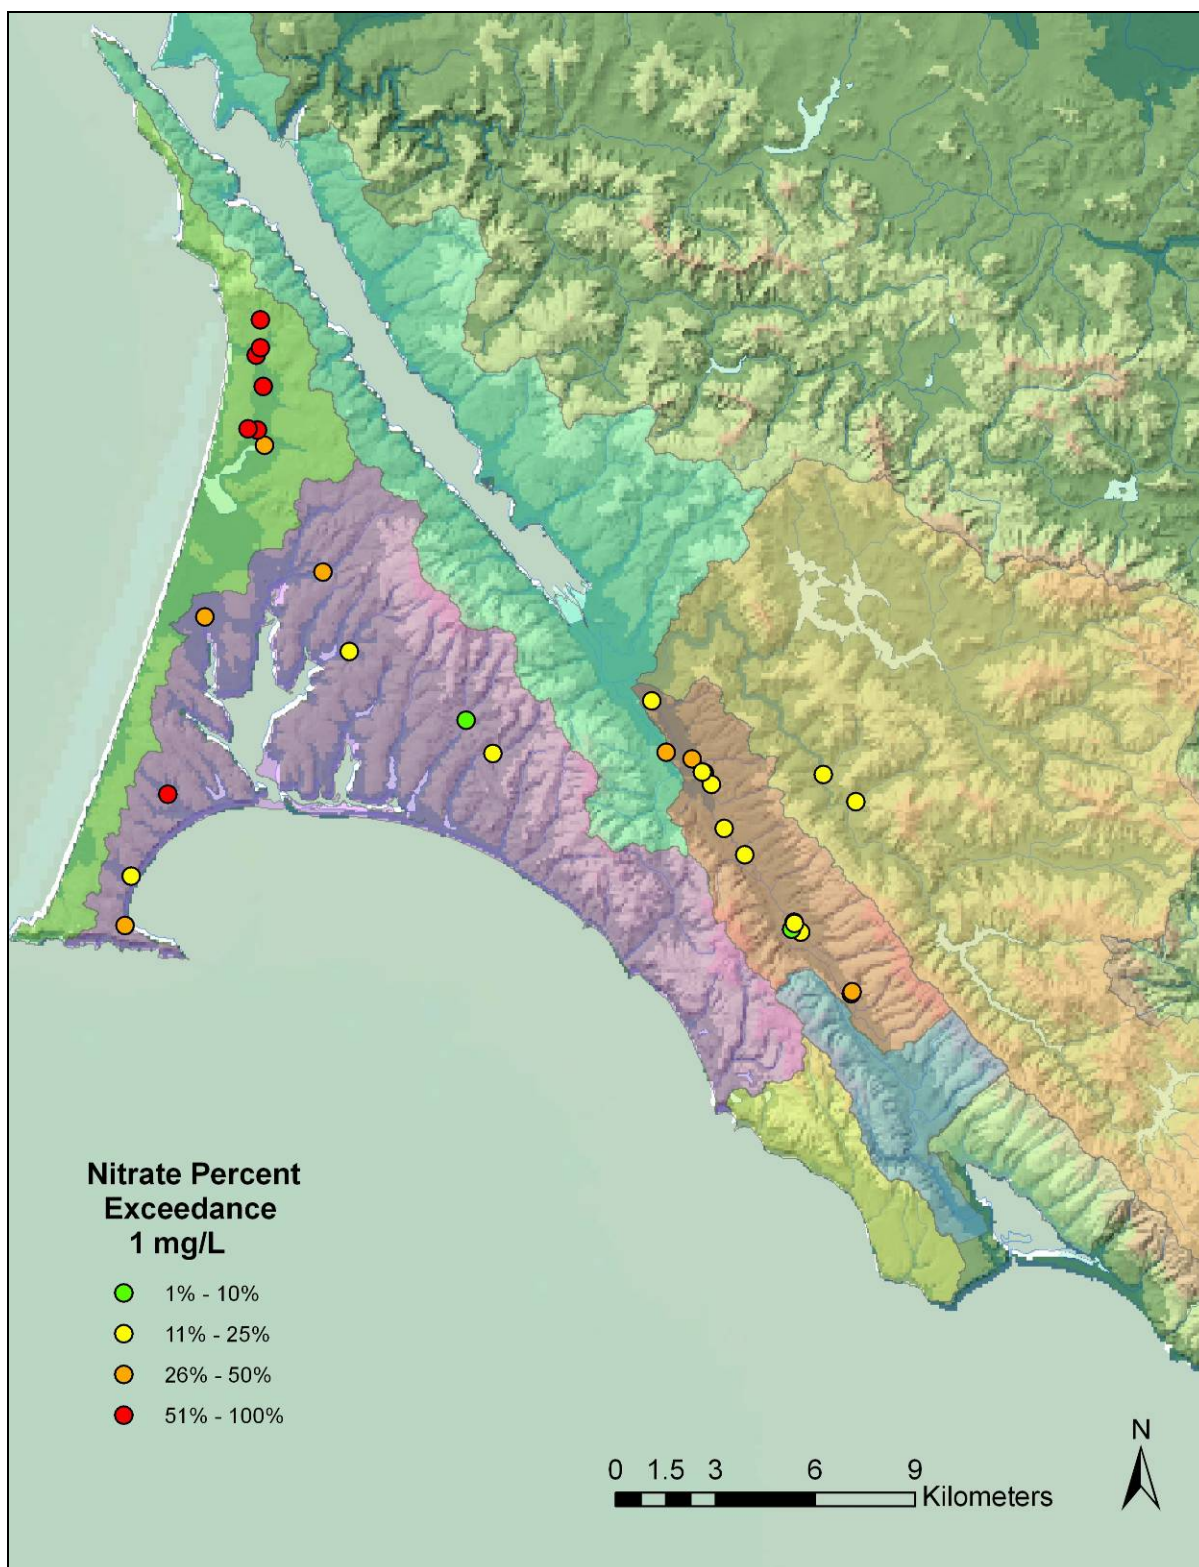 Nitrate Percent
Exceedance
1 mg/L
1% - 10%
11% - 25%
26% - 50%
51% - 100%
N
0 1.5 3 6 9
Kilometers